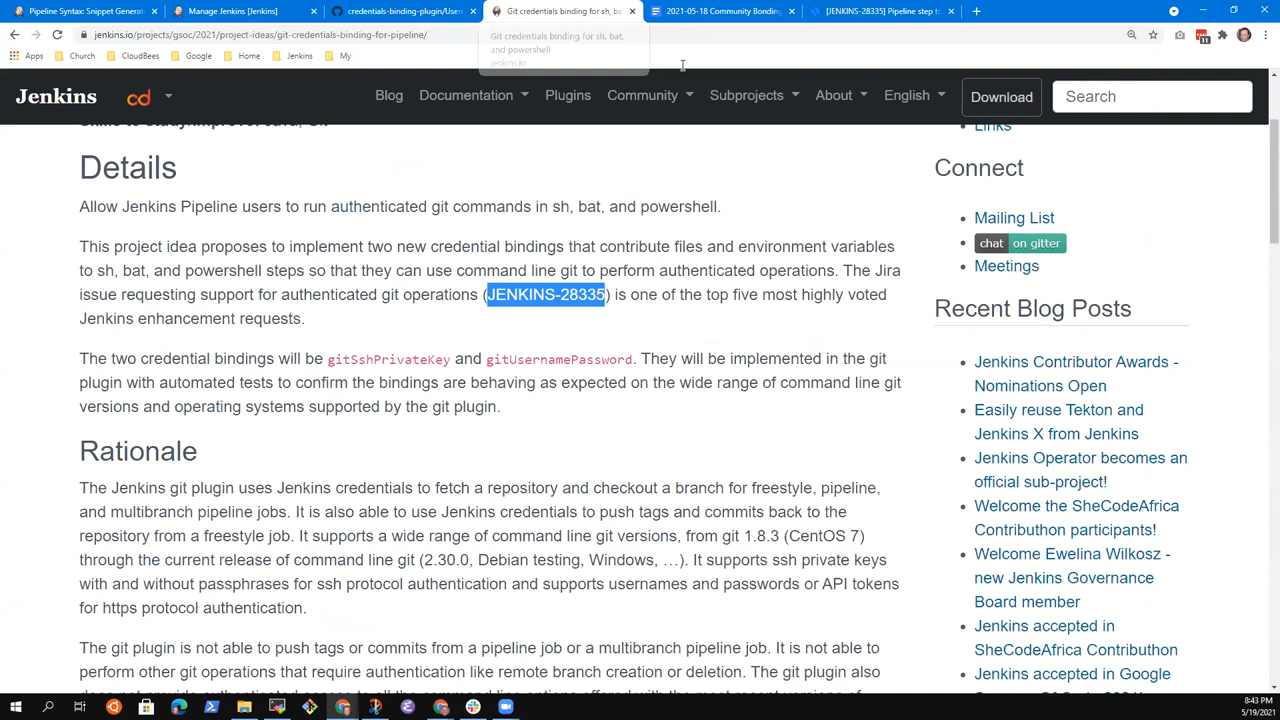 Pipeline Syntax: Snippet Generat
Manage Jenkins [Jenkins]
credentials-binding-plugin/User
Git credentials binding for sh, ba
2021-05-18 Community Bonding
[JENKINS-28335] Pipeline step to
jenkins.io/projects/gsoc/2021/project-ideas/git-credentials-binding-for-pipeline/
Git credentials binding for sh, bat,
and powershell
jenkins.io
Apps
Church
CloudBees
Google
Home
Jenkins
My
Jenkins
cd
Blog
Documentation
Plugins
Community
Subprojects
About
English
Download
Search
Details
Allow Jenkins Pipeline users to run authenticated git commands in sh, bat, and powershell.
This project idea proposes to implement two new credential bindings that contribute files and environment variables
to sh, bat, and powershell steps so that they can use command line git to perform authenticated operations. The Jira
issue requesting support for authenticated git operations (JENKINS-28335) is one of the top five most highly voted
Jenkins enhancement requests.
The two credential bindings will be gitSshPrivateKey and gitUsernamePassword. They will be implemented in the git
plugin with automated tests to confirm the bindings are behaving as expected on the wide range of command line git
versions and operating systems supported by the git plugin.
Rationale
The Jenkins git plugin uses Jenkins credentials to fetch a repository and checkout a branch for freestyle, pipeline,
and multibranch pipeline jobs. It is also able to use Jenkins credentials to push tags and commits back to the
repository from a freestyle job. It supports a wide range of command line git versions, from git 1.8.3 (CentOS 7)
through the current release of command line git (2.30.0, Debian testing, Windows, …). It supports ssh private keys
with and without passphrases for ssh protocol authentication and supports usernames and passwords or API tokens
for https protocol authentication.
The git plugin is not able to push tags or commits from a pipeline job or a multibranch pipeline job. It is not able to
perform other git operations that require authentication like remote branch creation or deletion. The git plugin also
Links
Connect
Mailing List
chat on gitter
Meetings
Recent Blog Posts
Jenkins Contributor Awards -
Nominations Open
Easily reuse Tekton and
Jenkins X from Jenkins
Jenkins Operator becomes an
official sub-project!
Welcome the SheCodeAfrica
Contributhon participants!
Welcome Ewelina Wilkosz -
new Jenkins Governance
Board member
Jenkins accepted in
SheCodeAfrica Contributhon
Jenkins accepted in Google
8:43 PM
5/19/2021